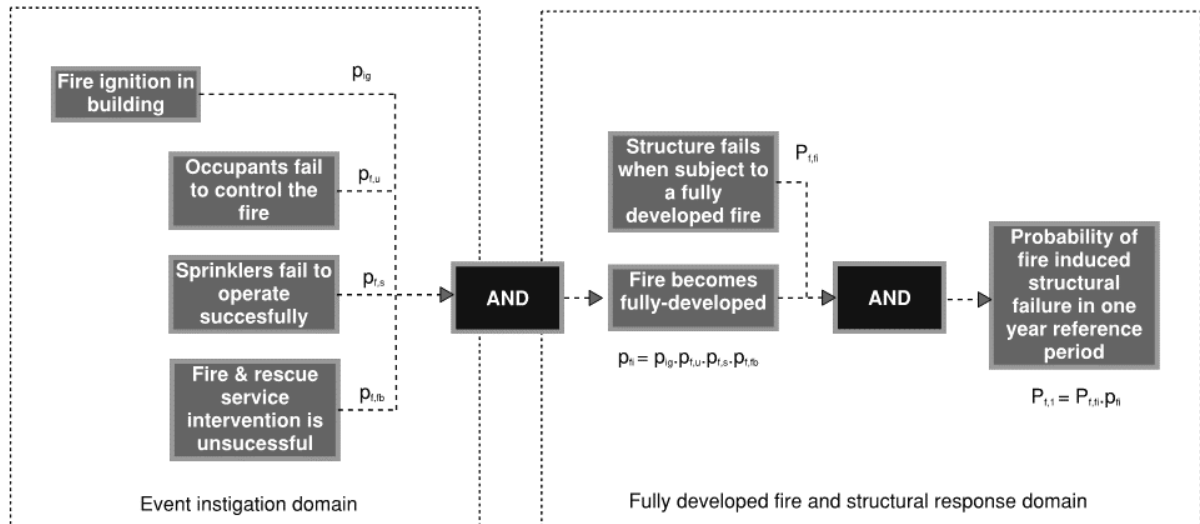 Fire ignition in
building
p_ig
Occupants fail
to control the
fire
p_f,u
Sprinklers fail to
operate
succesfully
p_f,s
Fire & rescue
service
intervention is
unsucessful
p_f,fb
AND
Event instigation domain
Structure fails
when subject to
a fully
developed fire
P_f,fi
Fire becomes
fully-developed
p_fi = p_ig.p_f,u.p_f,s.p_f,fb
AND
Probability of
fire induced
structural
failure in one
year reference
period
P_f,1 = P_f,fi.p_fi
Fully developed fire and structural response domain